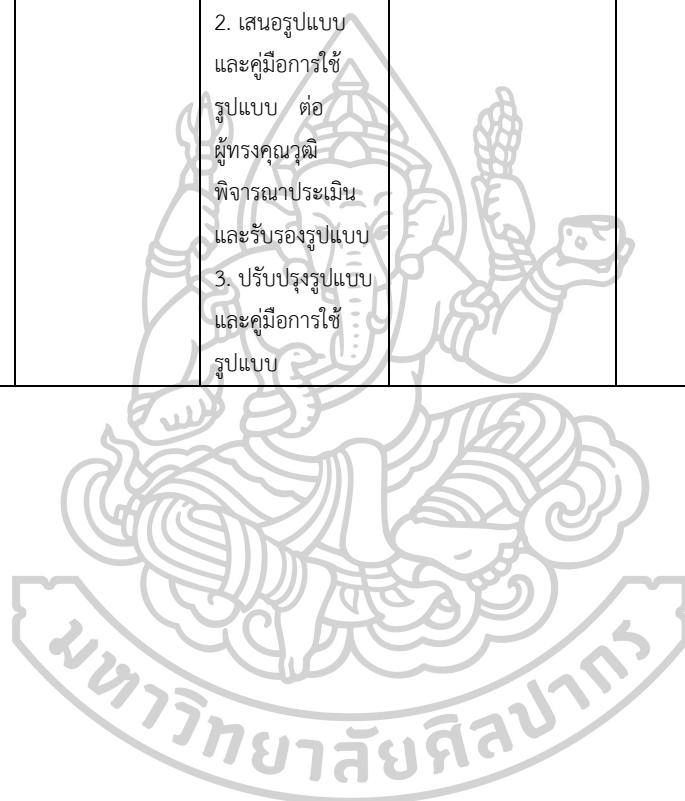 2. เสนอรูปแบบ
และคู่มือการใช้
รูปแบบ ต่อ
ผู้ทรงคุณวุฒิ
พิจารณาประเมิน
และรับรองรูปแบบ
3. ปรับปรุงรูปแบบ
และคู่มือการใช้
รูปแบบ
มหาวิทยาลัยศิลปากร